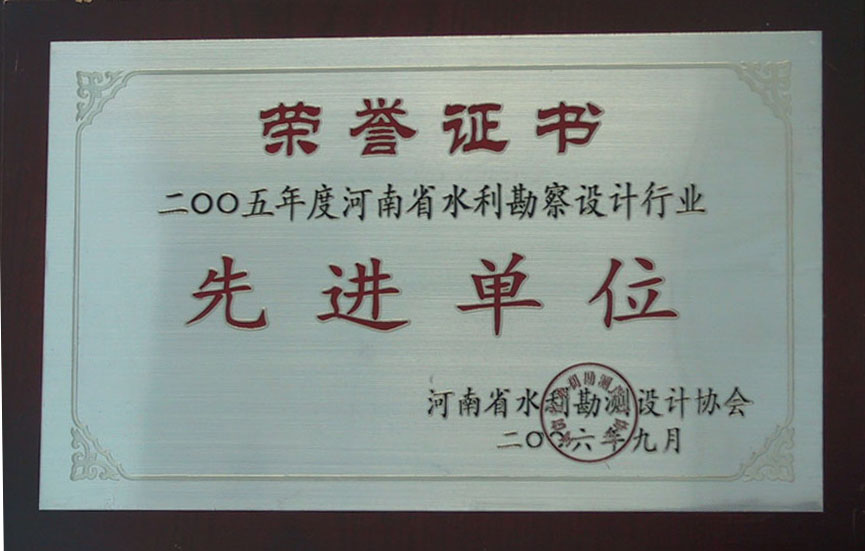 荣誉证书
二〇〇五年度河南省水利勘察设计行业
先进单位
河南省水利勘测设计协会
二〇〇六年九月